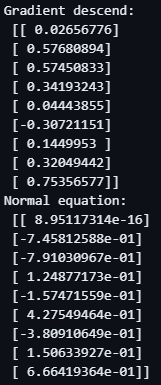 Gradient descend:
[[ 0.02656776]
[ 0.57680894]
[ 0.57450833]
[ 0.34193243]
[ 0.04443855]
[-0.30721151]
[ 0.1449953 ]
[ 0.32049442]
[ 0.75356577]]
Normal equation:
[[ 8.95117314e-16]
[-7.45812588e-01]
[-7.91030967e-01]
[ 1.24877173e-01]
[-1.57471559e-01]
[ 4.27549464e-01]
[-3.80910649e-01]
[ 1.50633927e-01]
[ 6.66419364e-01]]